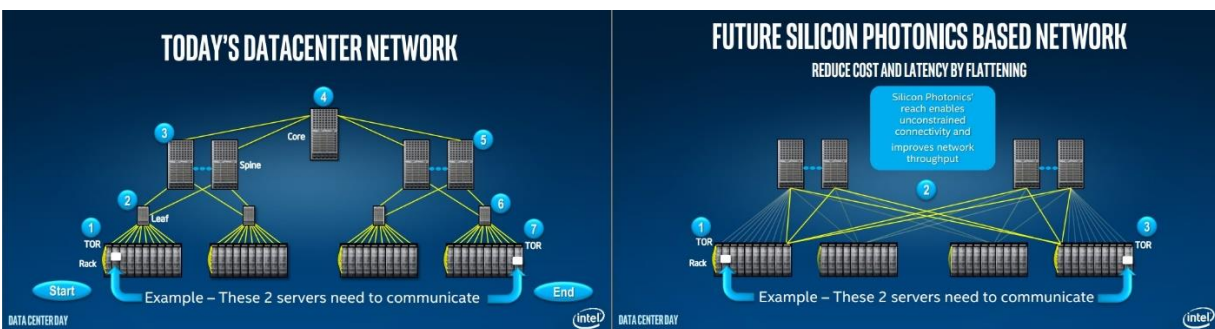 TODAY'S DATACENTER NETWORK
4
Core
3
5
Spine
2
Leaf
6
1
TOR
7
TOR
Rack
Start
Example – These 2 servers need to communicate
End
DATA CENTER DAY
intel
FUTURE SILICON PHOTONICS BASED NETWORK
REDUCE COST AND LATENCY BY FLATTENING
Silicon Photonics'
reach enables
unconstrained
connectivity and
improves network
throughput
2
1
TOR
3
TOR
Rack
Example – These 2 servers need to communicate
DATA CENTER DAY
intel